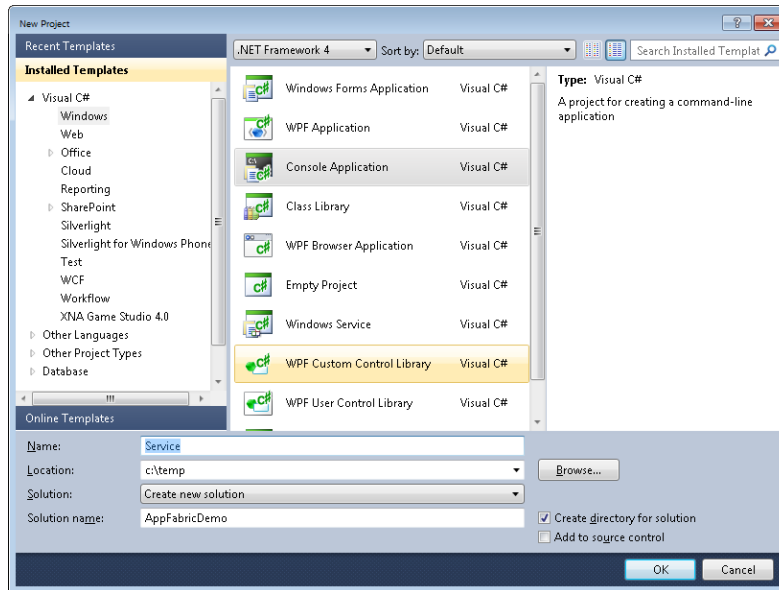 New Project
Recent Templates
Installed Templates
Visual C#
Windows
Web
Office
Cloud
Reporting
SharePoint
Silverlight
Silverlight for Windows Phone
Test
WCF
Workflow
XNA Game Studio 4.0
Other Languages
Other Project Types
Database
Online Templates
.NET Framework 4 Sort by: Default Search Installed Templat
Windows Forms Application Visual C#
WPF Application Visual C#
Console Application Visual C#
Class Library Visual C#
WPF Browser Application Visual C#
Empty Project Visual C#
Windows Service Visual C#
WPF Custom Control Library Visual C#
WPF User Control Library Visual C#
Type: Visual C#
A project for creating a command-line
application
Name: Service
Location: c:\temp Browse...
Solution: Create new solution
Solution name: AppFabricDemo
Create directory for solution
Add to source control
OK Cancel